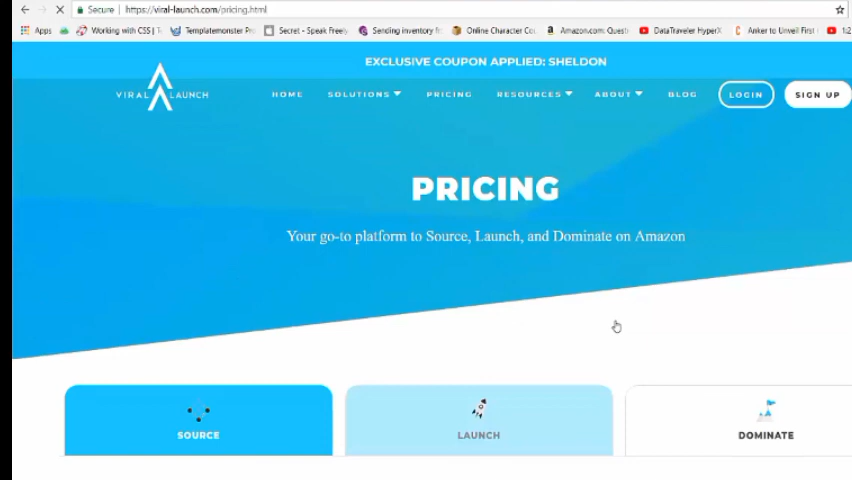 Secure | https://viral-launch.com/pricing.html
Apps Working with CSS | Templatemonster Secret - Speak Freely Sending inventory Online Character Amazon.com: Questi DataTraveler HyperX Anker to Unveil First 1:2
EXCLUSIVE COUPON APPLIED: SHELDON
VIRAL LAUNCH HOME SOLUTIONS PRICING RESOURCES ABOUT BLOG LOGIN SIGN UP
PRICING
Your go-to platform to Source, Launch, and Dominate on Amazon
SOURCE LAUNCH DOMINATE